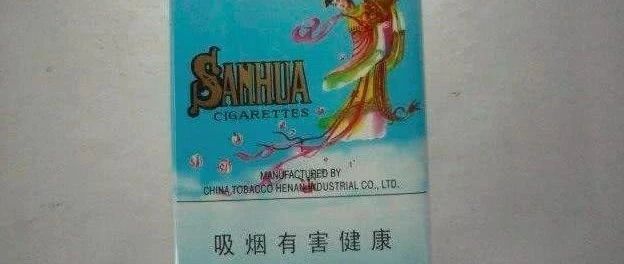 SANHUA
CIGARETTES
MANUFACTURED BY
CHINA TOBACCO HENAN INDUSTRIAL CO., LTD.
吸烟有害健康